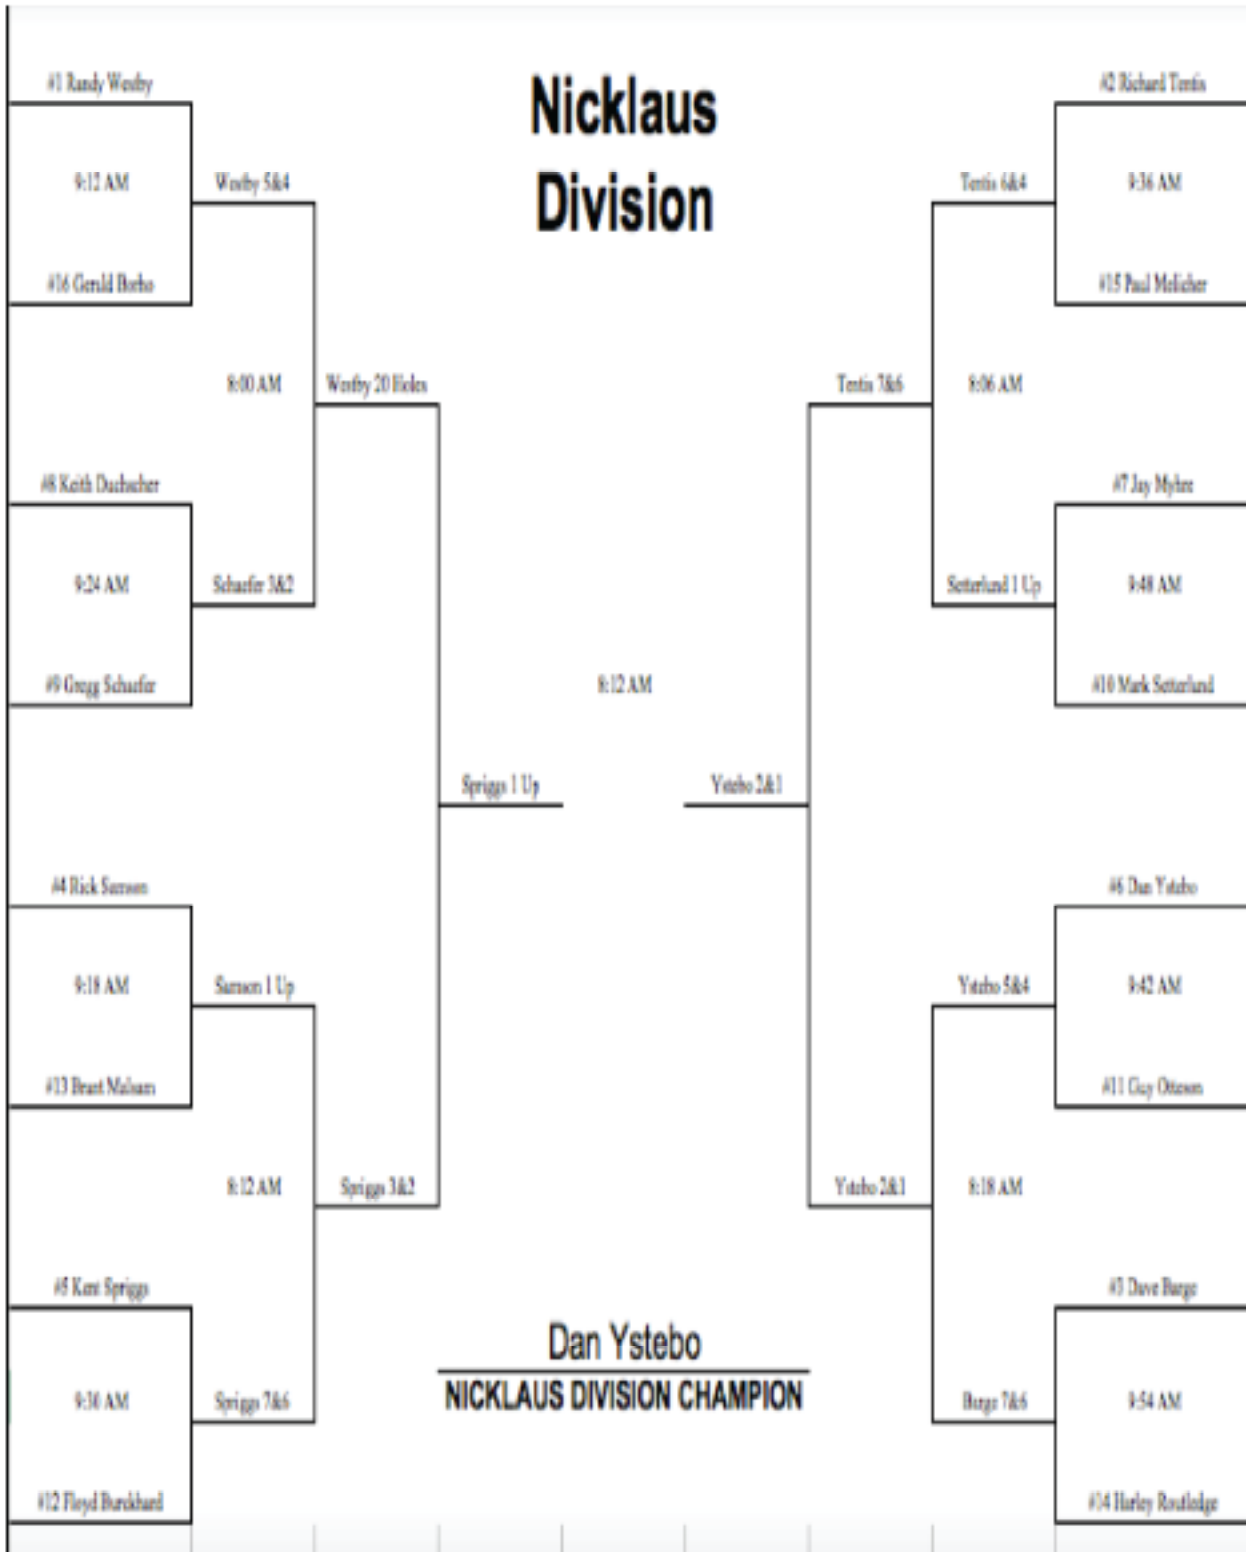 Nicklaus
Division
#1 Randy Westby
9:12 AM
Westby 5&4
#16 Gerald Borho
8:00 AM
Westby 20 Holes
#8 Keith Duchscher
9:24 AM
Schaefer 3&2
#9 Gregg Schaefer
Spriggs 1 Up
#4 Rick Samson
9:18 AM
Samson 1 Up
#13 Brant Malsam
8:12 AM
Spriggs 3&2
#5 Kent Spriggs
9:30 AM
Spriggs 7&6
#12 Floyd Burckhard
8:12 AM
#2 Richard Tentis
Tentis 6&4
9:36 AM
#15 Paul Melicher
Tentis 7&6
8:06 AM
#7 Jay Myhre
Setterlund 1 Up
9:48 AM
#10 Mark Setterlund
Ystebo 2&1
#6 Dan Ystebo
Ystebo 5&4
9:42 AM
#11 Guy Otteson
Ystebo 2&1
8:18 AM
#3 Dave Barge
Barge 7&6
9:54 AM
#14 Harley Routledge
Dan Ystebo
NICKLAUS DIVISION CHAMPION